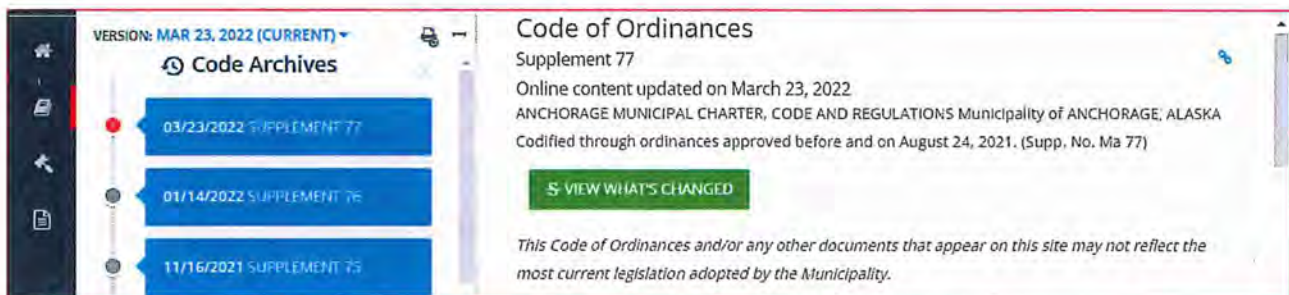 VERSION: MAR 23, 2022 (CURRENT)
Code Archives
03/23/2022 SUPPLEMENT 77
01/14/2022 SUPPLEMENT 76
11/16/2021 SUPPLEMENT 75
Code of Ordinances
Supplement 77
Online content updated on March 23, 2022
ANCHORAGE MUNICIPAL CHARTER, CODE AND REGULATIONS Municipality of ANCHORAGE, ALASKA
Codified through ordinances approved before and on August 24, 2021. (Supp. No. Ma 77)
VIEW WHAT'S CHANGED
This Code of Ordinances and/or any other documents that appear on this site may not reflect the
most current legislation adopted by the Municipality.